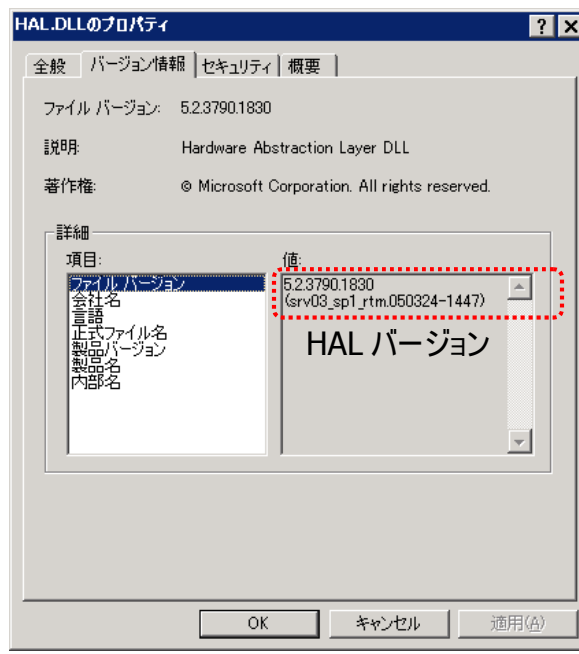 HAL.DLLのプロパティ
全般 バージョン情報 セキュリティ 概要
ファイル バージョン: 5.2.3790.1830
説明: Hardware Abstraction Layer DLL
著作権: © Microsoft Corporation. All rights reserved.
詳細
項目:
ファイル バージョン
会社名
言語
正式ファイル名
製品バージョン
製品名
内部名
値:
5.2.3790.1830
(srv03_sp1_rtm.050324-1447)
HAL バージョン
OK キャンセル 適用(A)